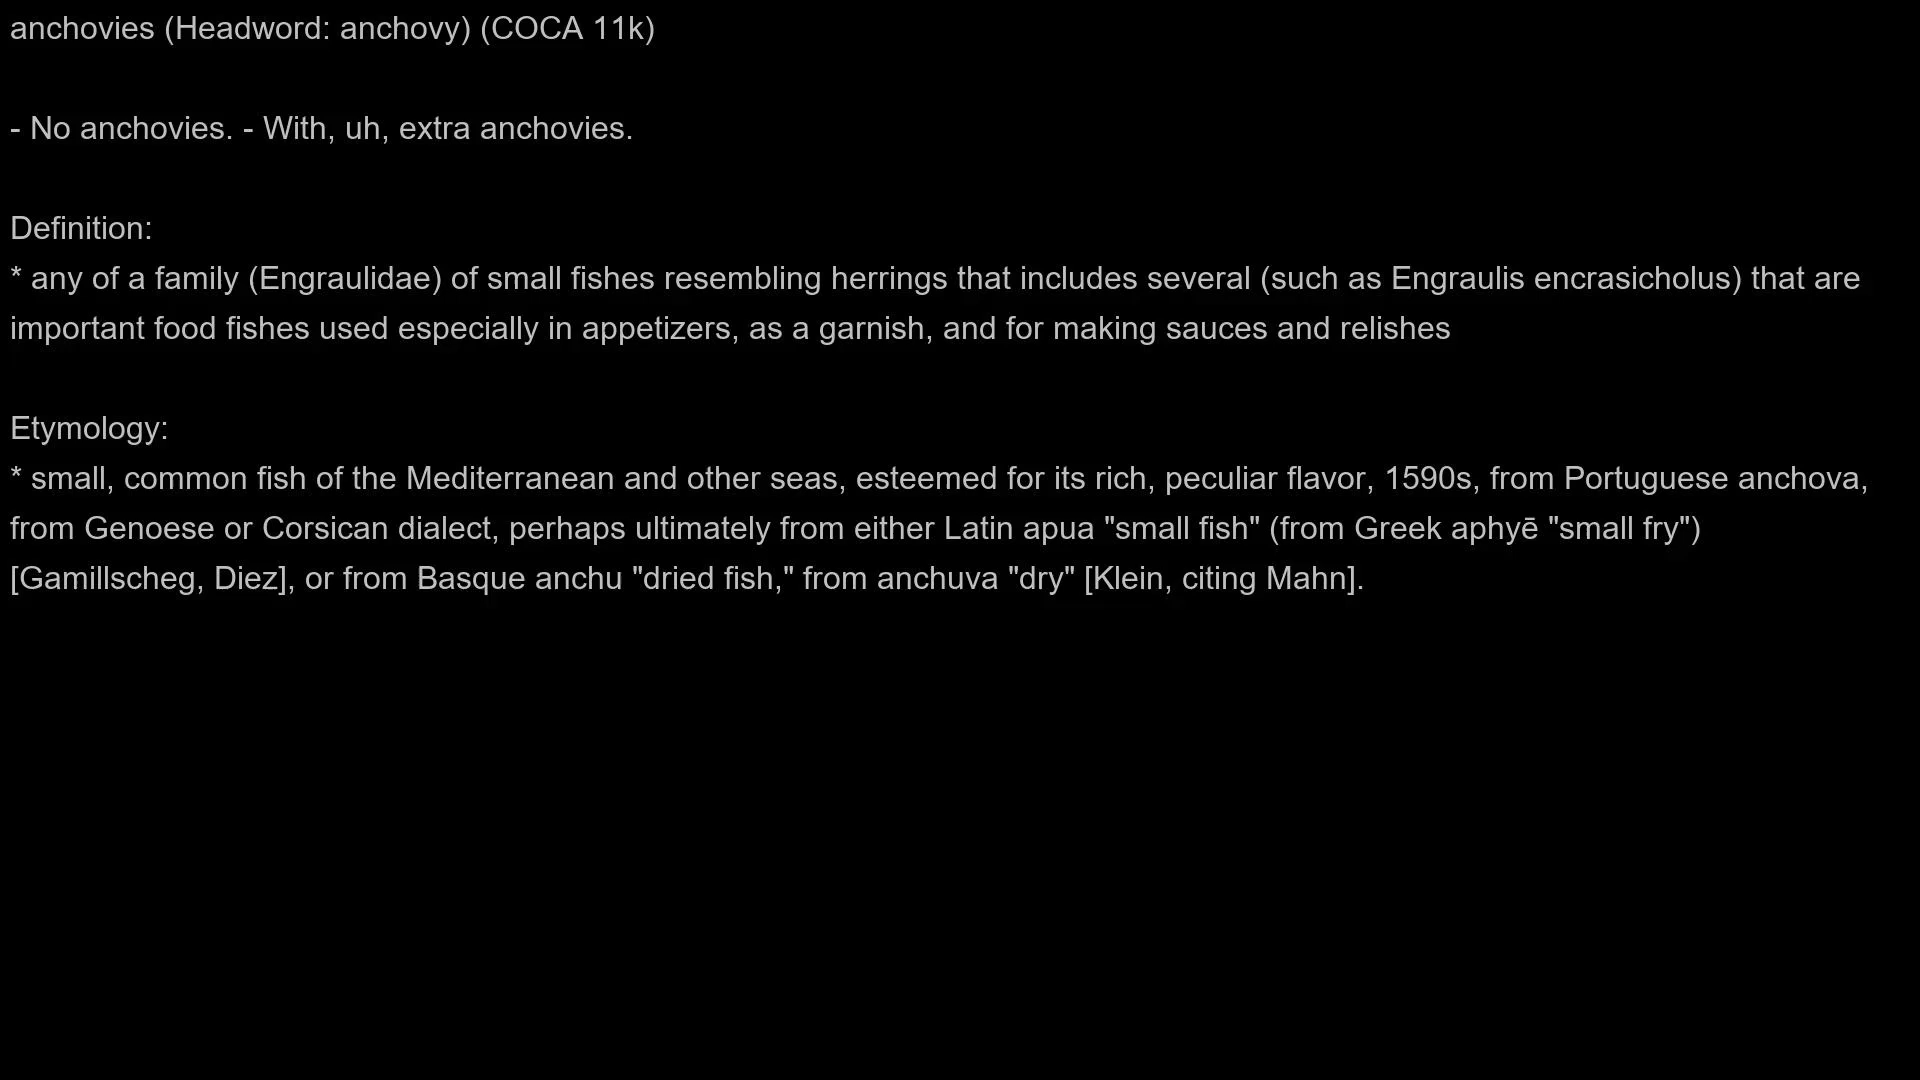 anchovies (Headword: anchovy) (COCA 11k)
- No anchovies. - With, uh, extra anchovies.
Definition:
* any of a family (Engraulidae) of small fishes resembling herrings that includes several (such as Engraulis encrasicholus) that are
important food fishes used especially in appetizers, as a garnish, and for making sauces and relishes
Etymology:
* small, common fish of the Mediterranean and other seas, esteemed for its rich, peculiar flavor, 1590s, from Portuguese anchova,
from Genoese or Corsican dialect, perhaps ultimately from either Latin apua "small fish" (from Greek aphyē "small fry")
[Gamillscheg, Diez], or from Basque anchu "dried fish," from anchuva "dry" [Klein, citing Mahn].